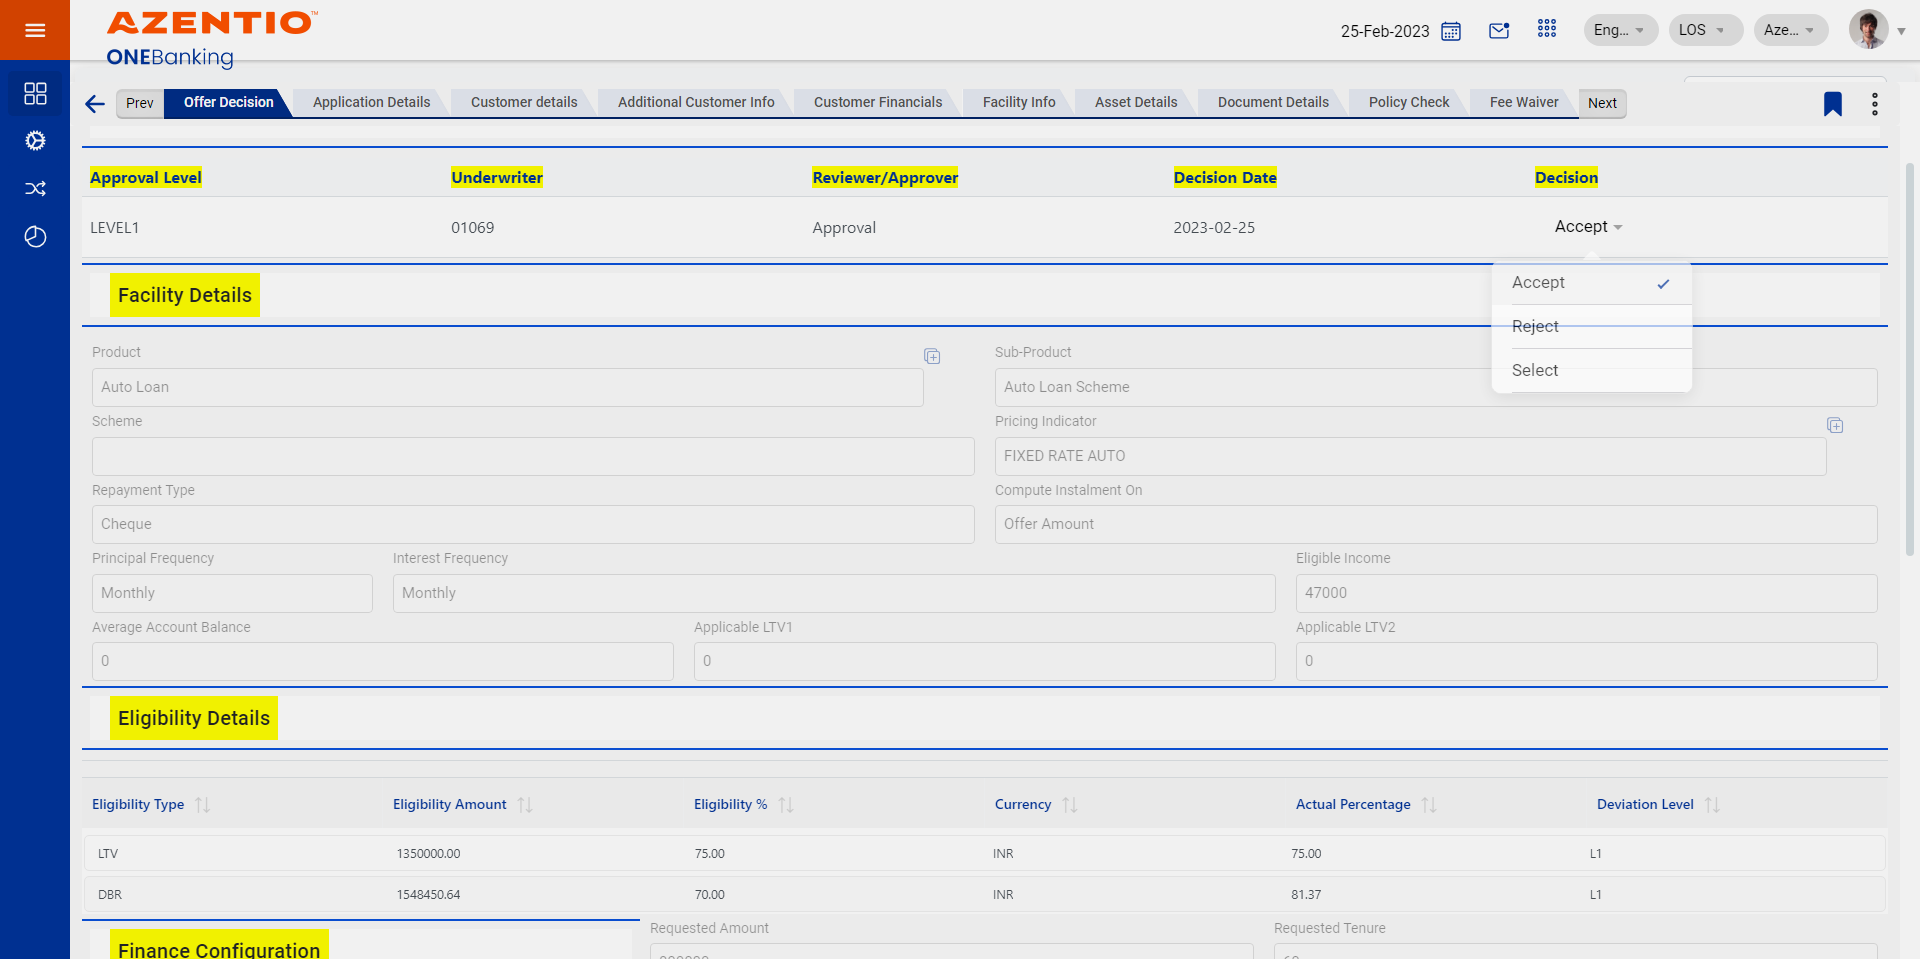 AZENTIO™
ONEBanking
25-Feb-2023
Eng...
LOS
Aze...
Prev
Offer Decision
Application Details
Customer details
Additional Customer Info
Customer Financials
Facility Info
Asset Details
Document Details
Policy Check
Fee Waiver
Next
Approval Level Underwriter Reviewer/Approver Decision Date Decision
LEVEL1 01069 Approval 2023-02-25 Accept
Accept
Reject
Select
Facility Details
Product
Auto Loan
Sub-Product
Auto Loan Scheme
Scheme
Pricing Indicator
FIXED RATE AUTO
Repayment Type
Cheque
Compute Instalment On
Offer Amount
Principal Frequency
Monthly
Interest Frequency
Monthly
Eligible Income
47000
Average Account Balance
0
Applicable LTV1
0
Applicable LTV2
0
Eligibility Details
Eligibility Type Eligibility Amount Eligibility % Currency Actual Percentage Deviation Level
LTV 1350000.00 75.00 INR 75.00 L1
DBR 1548450.64 70.00 INR 81.37 L1
Finance Configuration
Requested Amount
Requested Tenure